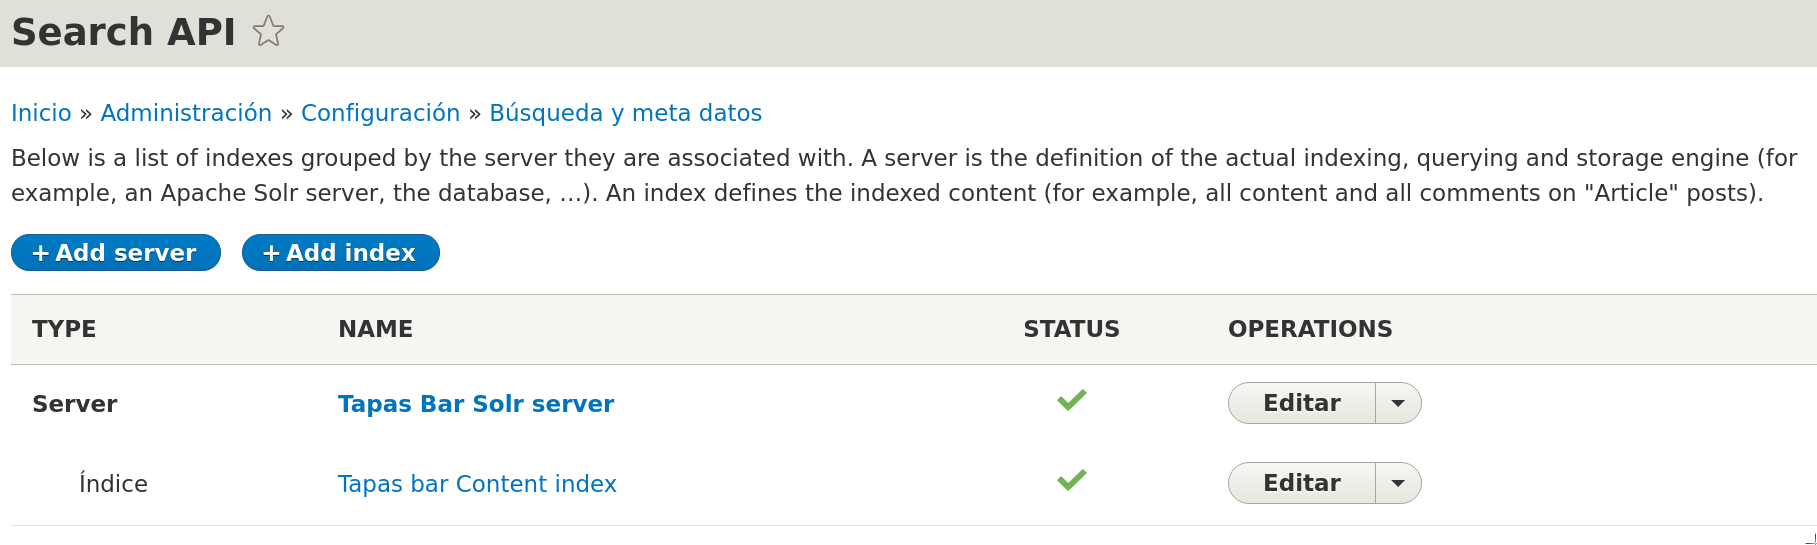 Search API
Inicio » Administración » Configuración » Búsqueda y meta datos
Below is a list of indexes grouped by the server they are associated with. A server is the definition of the actual indexing, querying and storage engine (for
example, an Apache Solr server, the database, …). An index defines the indexed content (for example, all content and all comments on "Article" posts).
+ Add server + Add index
TYPE NAME STATUS OPERATIONS
Server Tapas Bar Solr server Editar
Índice Tapas bar Content index Editar